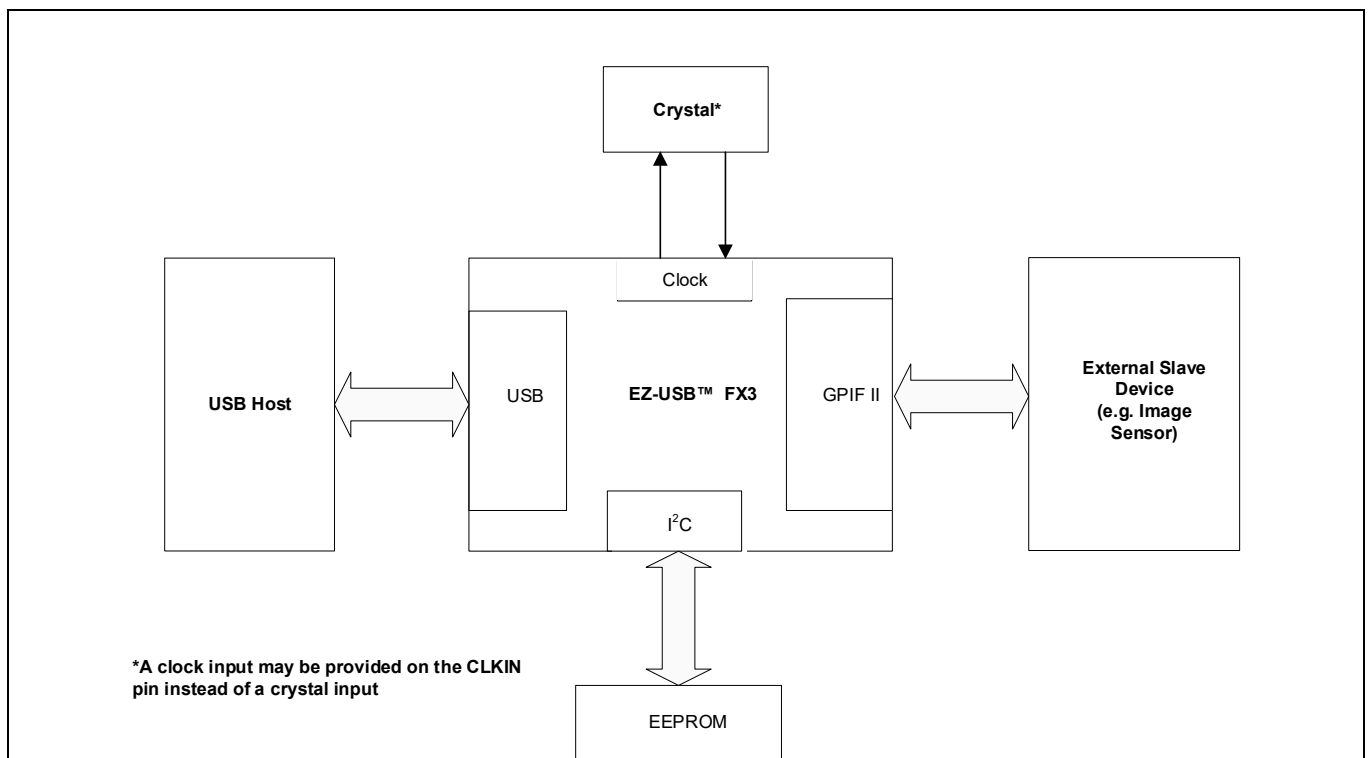 Crystal*
Clock
USB Host
USB
EZ-USB™ FX3
GPIF II
External Slave
Device
(e.g. Image
Sensor)
I²C
*A clock input may be provided on the CLKIN
pin instead of a crystal input
EEPROM